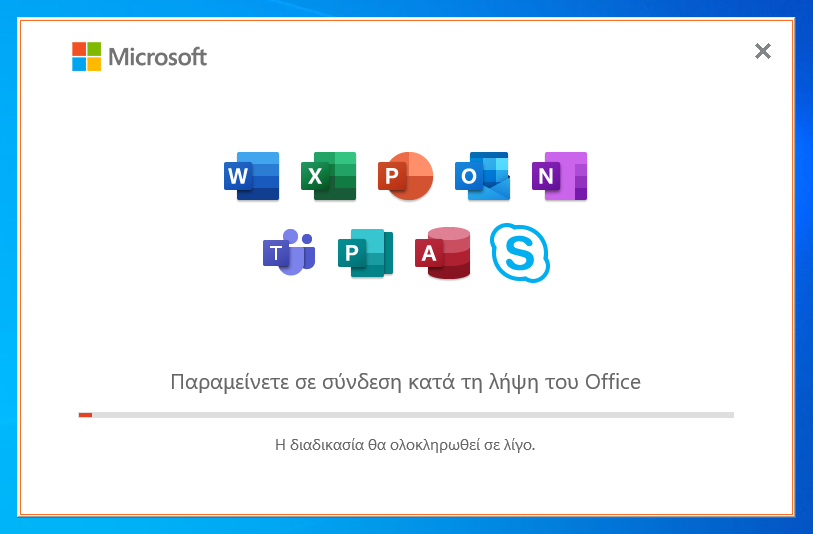 Microsoft
W X P O N
T P A S
Παραμείνετε σε σύνδεση κατά τη λήψη του Office
Η διαδικασία θα ολοκληρωθεί σε λίγο.